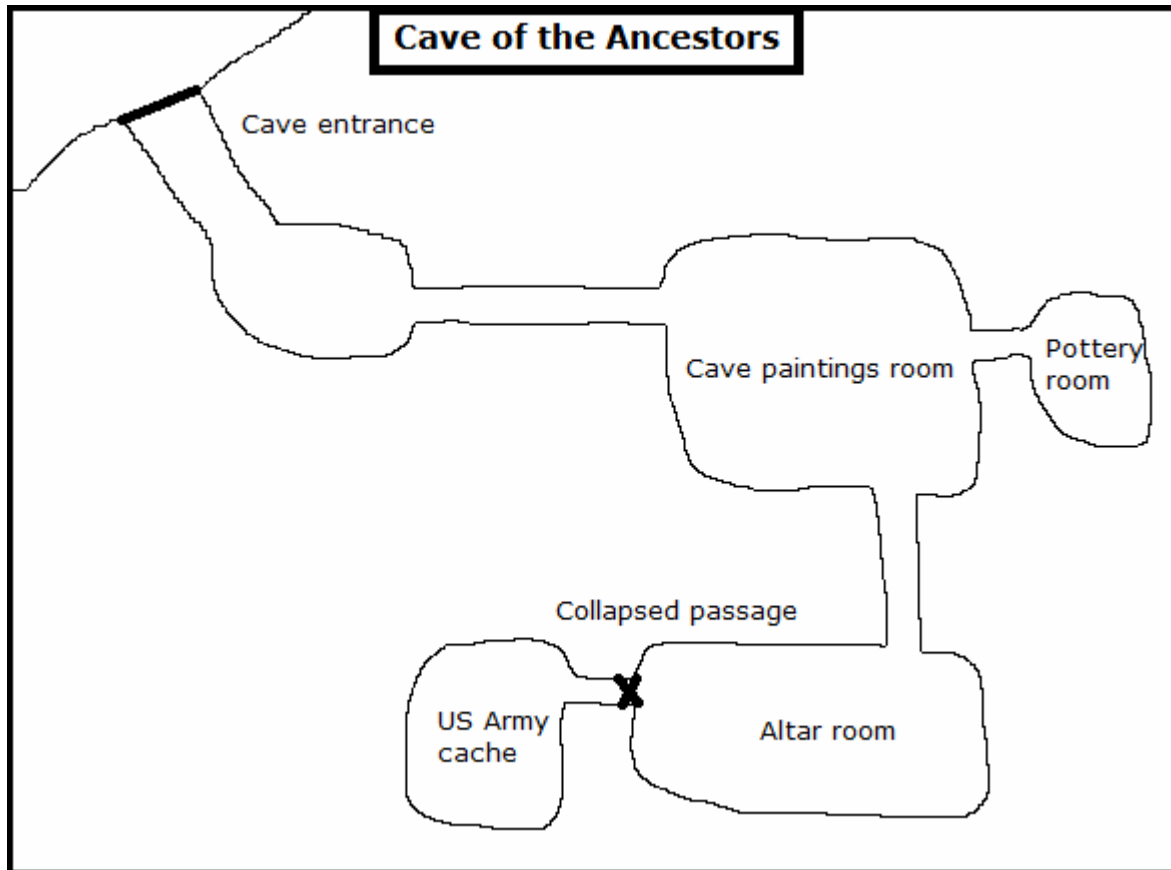 Cave of the Ancestors
Cave entrance
Cave paintings room
Pottery
room
Collapsed passage
US Army
cache
Altar room